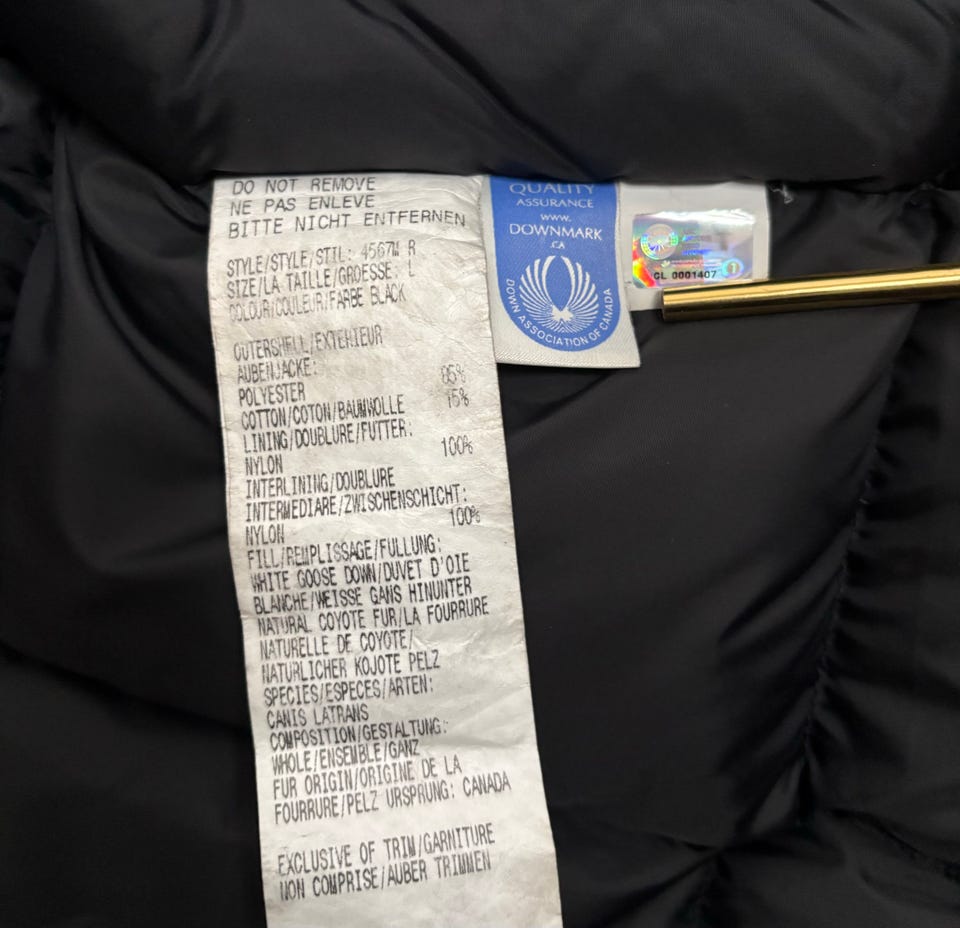 DO NOT REMOVE
NE PAS ENLEVE
BITTE NICHT ENTFERNEN
STYLE/STYLE/STIL: 4567M R
SIZE/LA TAILLE/GROESSE: L
COLOUR/COULEUR/FARBE BLACK
OUTERSHELL/EXTERIEUR
AUBENJACKE:
POLYESTER 85%
COTTON/COTON/BAUMWOLLE 15%
LINING/DOUBLURE/FUTTER:
NYLON 100%
INTERLINING/DOUBLURE
INTERMEDIARE/ZWISCHENSCHICHT:
NYLON 100%
FILL/REMPLISSAGE/FULLUNG:
WHITE GOOSE DOWN/DUVET D'OIE
BLANCHE/WEISSE GANS HINUNTER
NATURAL COYOTE FUR/LA FOURRURE
NATURELLE DE COYOTE/
NATURLICHER KOJOTE PELZ
SPECIES/ESPECES/ARTEN:
CANIS LATRANS
COMPOSITION/GESTALTUNG:
WHOLE/ENSEMBLE/GANZ
FUR ORIGIN/ORIGINE DE LA
FOURRURE/PELZ URSPRUNG: CANADA
EXCLUSIVE OF TRIM/GARNITURE
NON COMPRISE/AUBER TRIMMEN
QUALITY
ASSURANCE
www.
DOWNMARK
.CA
DOWN ASSOCIATION OF CANADA
CL 0001407
1